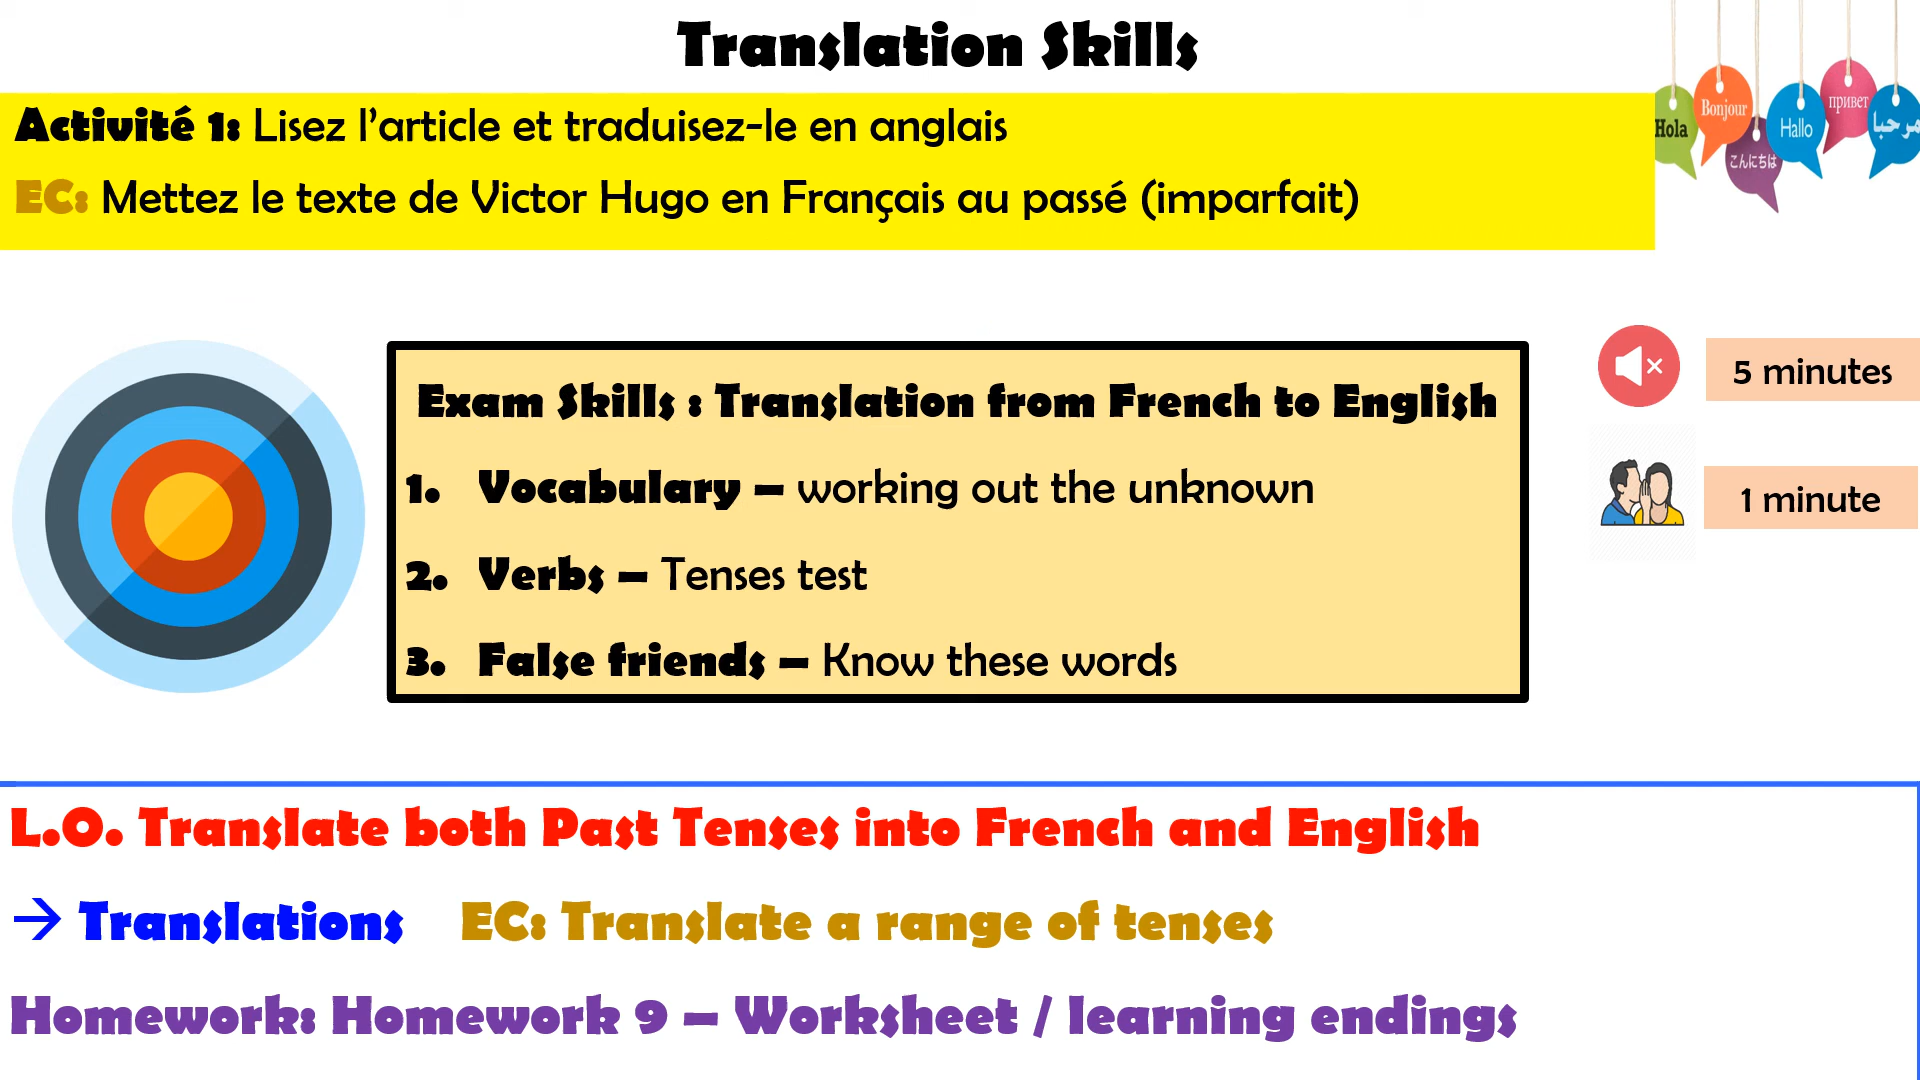 Translation Skills
Activité 1: Lisez l’article et traduisez-le en anglais
EC: Mettez le texte de Victor Hugo en Français au passé (imparfait)
Hola
Bonjour
こんにちは
Hallo
привет
مرحبا
Exam Skills : Translation from French to English
1. Vocabulary – working out the unknown
2. Verbs – Tenses test
3. False friends – Know these words
5 minutes
1 minute
L.O. Translate both Past Tenses into French and English
→ Translations EC: Translate a range of tenses
Homework: Homework 9 – Worksheet / learning endings